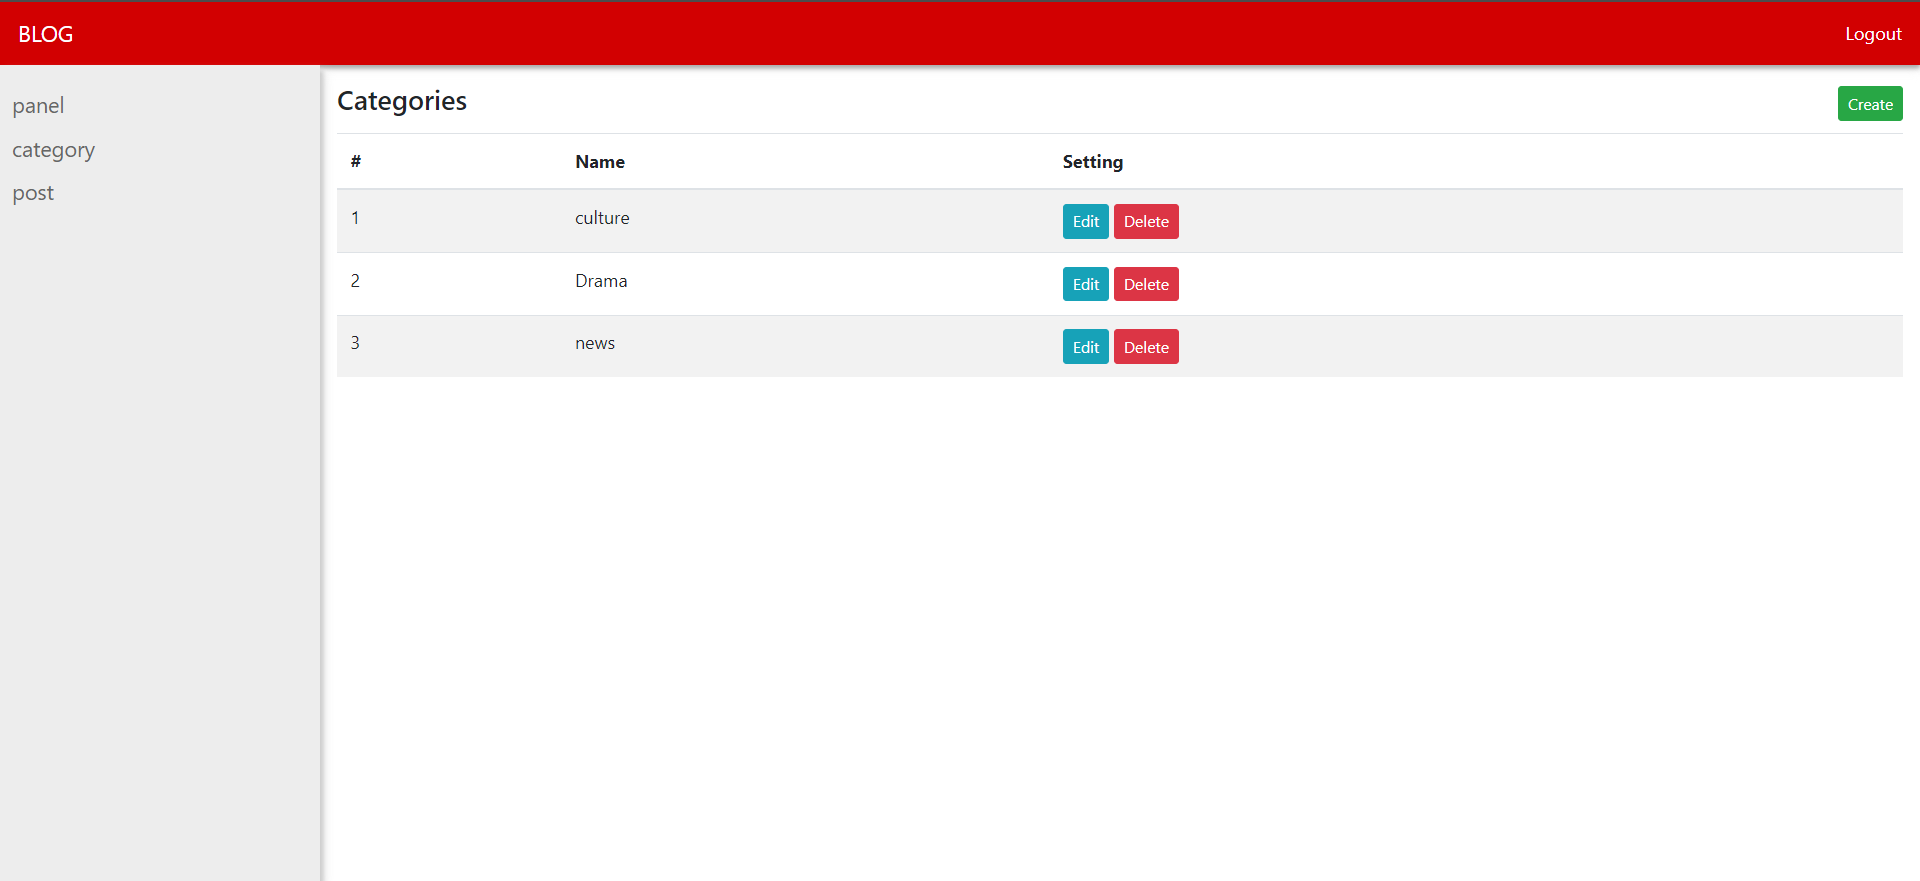 BLOG Logout
panel
category
post
Categories Create
# Name Setting
1 culture Edit Delete
2 Drama Edit Delete
3 news Edit Delete